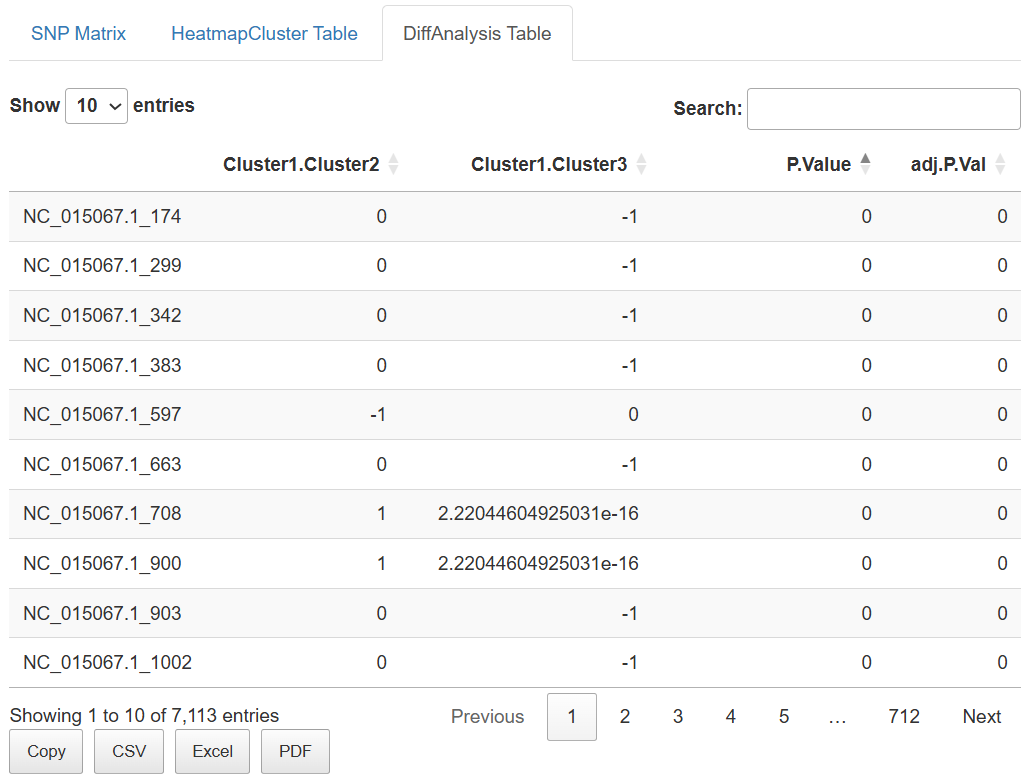 SNP Matrix HeatmapCluster Table DiffAnalysis Table
Show 10 entries Search:
Cluster1.Cluster2 Cluster1.Cluster3 P.Value adj.P.Val
NC_015067.1_174 0 -1 0 0
NC_015067.1_299 0 -1 0 0
NC_015067.1_342 0 -1 0 0
NC_015067.1_383 0 -1 0 0
NC_015067.1_597 -1 0 0 0
NC_015067.1_663 0 -1 0 0
NC_015067.1_708 1 2.22044604925031e-16 0 0
NC_015067.1_900 1 2.22044604925031e-16 0 0
NC_015067.1_903 0 -1 0 0
NC_015067.1_1002 0 -1 0 0
Showing 1 to 10 of 7,113 entries Previous 1 2 3 4 5 … 712 Next
Copy CSV Excel PDF